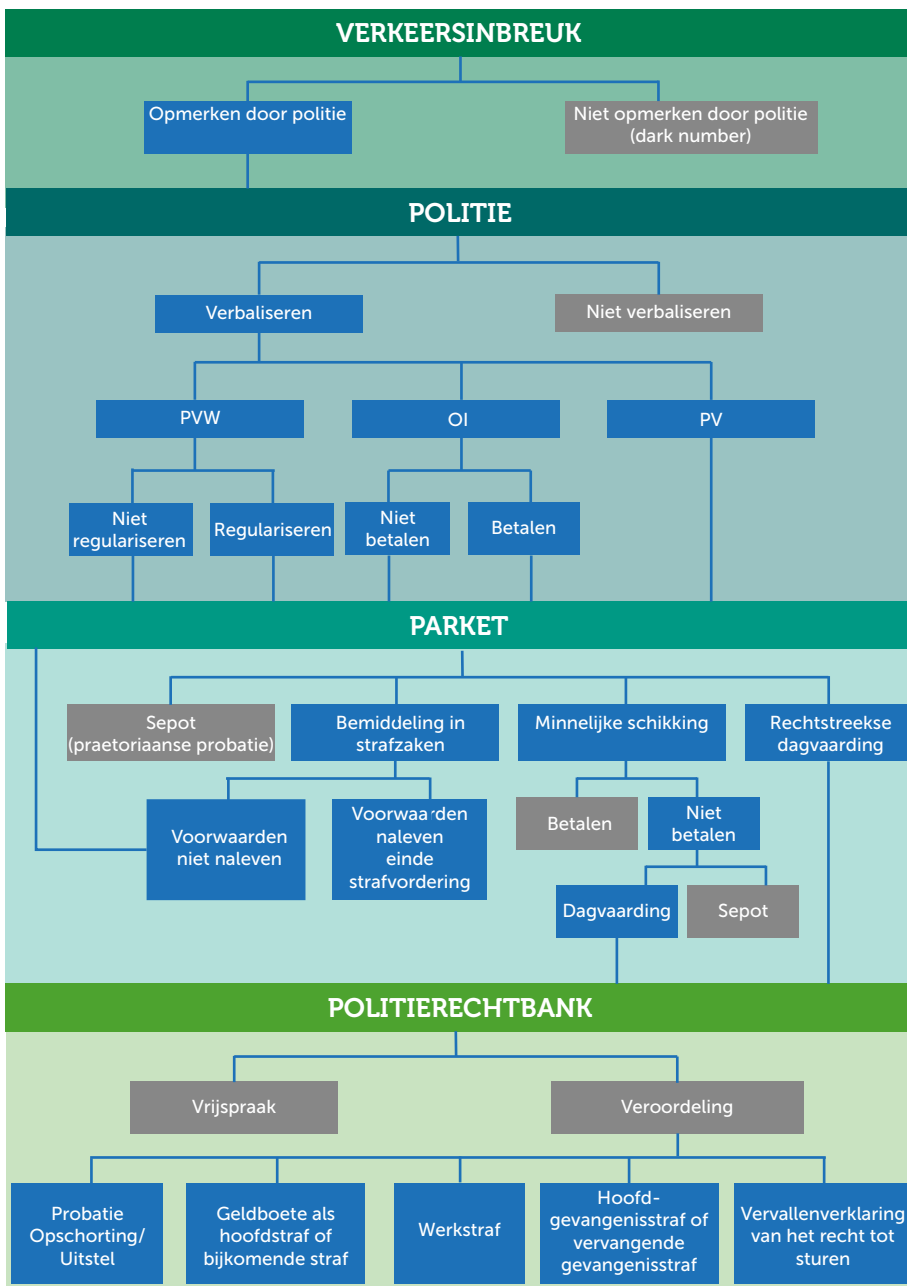 VERKEERSINBREUK
Opmerken door politie
Niet opmerken door politie
(dark number)
POLITIE
Verbaliseren
Niet verbaliseren
PVW
OI
PV
Niet
regulariseren
Regulariseren
Niet
betalen
Betalen
PARKET
Sepot
(praetoriaanse probatie)
Bemiddeling in
strafzaken
Minnelijke schikking
Rechtstreekse
dagvaarding
Voorwaarden
niet naleven
Voorwaarden
naleven
einde
strafvordering
Betalen
Niet
betalen
Dagvaarding
Sepot
POLITIERECHTBANK
Vrijspraak
Veroordeling
Probatie
Opschorting/
Uitstel
Geldboete als
hoofdstraf of
bijkomende straf
Werkstraf
Hoofd-
gevangenisstraf of
vervangende
gevangenisstraf
Vervallenverklaring
van het recht tot
sturen